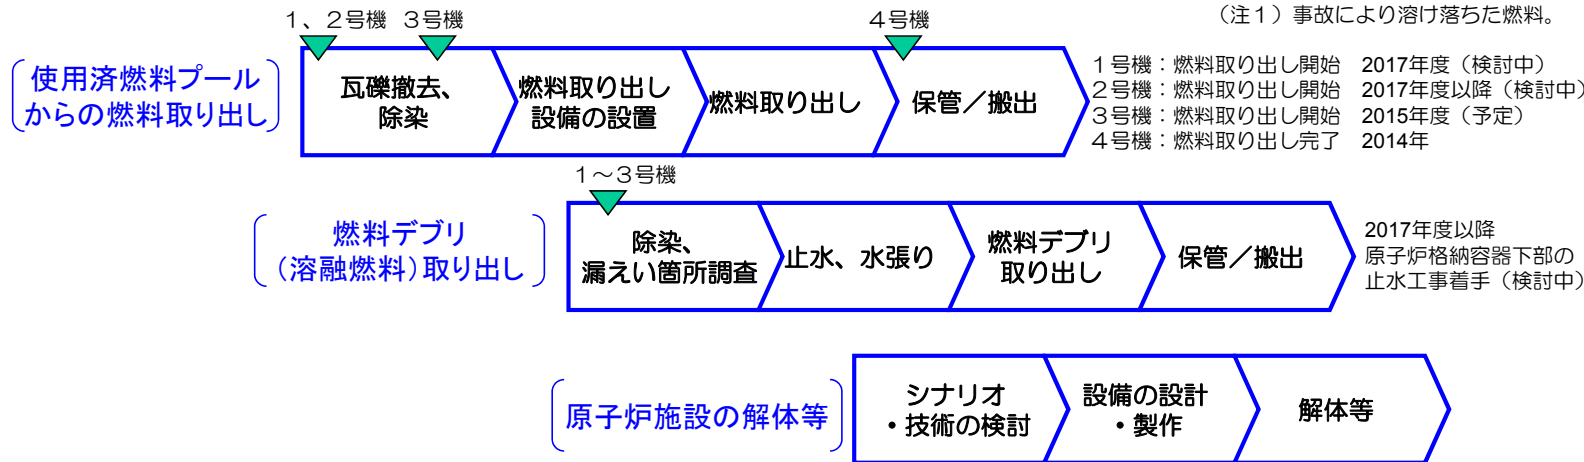 （注１）事故により溶け落ちた燃料。
１、２号機
３号機
４号機
使用済燃料プール
からの燃料取り出し
瓦礫撤去、
除染
燃料取り出し
設備の設置
燃料取り出し
保管／搬出
１号機：燃料取り出し開始　2017年度（検討中）
２号機：燃料取り出し開始　2017年度以降（検討中）
３号機：燃料取り出し開始　2015年度（予定）
４号機：燃料取り出し完了　2014年
１～３号機
燃料デブリ
（溶融燃料）取り出し
除染、
漏えい箇所調査
止水、水張り
燃料デブリ
取り出し
保管／搬出
2017年度以降
原子炉格納容器下部の
止水工事着手（検討中）
原子炉施設の解体等
シナリオ
・技術の検討
設備の設計
・製作
解体等